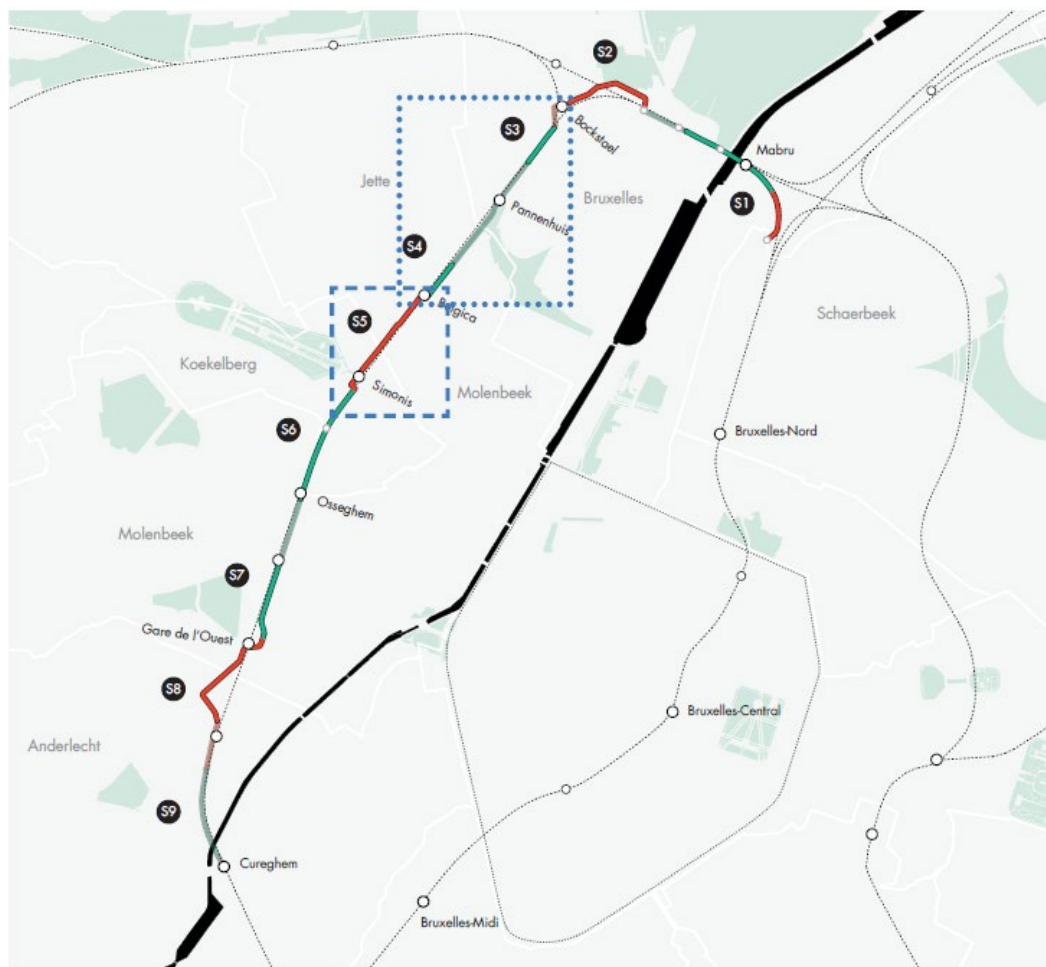 S2
Bockstael
S3
Mabru
Jette
Bruxelles
S1
Pannenhuis
S4
Belgica
S5
Schaerbeek
Koekelberg
Simonis
Molenbeek
S6
Bruxelles-Nord
Osseghem
Molenbeek
S7
Gare de l'Ouest
S8
Bruxelles-Central
Anderlecht
S9
Cureghem
Bruxelles-Midi